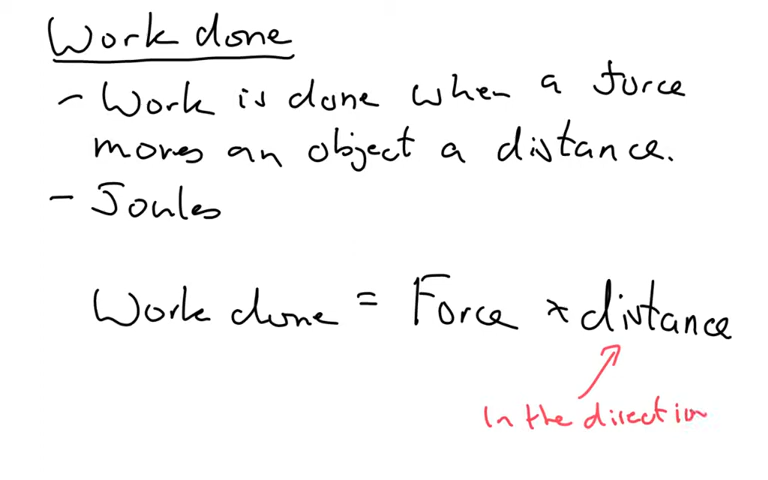 Work done
- Work is done when a force
moves an object a distance.
- Joules
Work done = Force × distance
In the direction